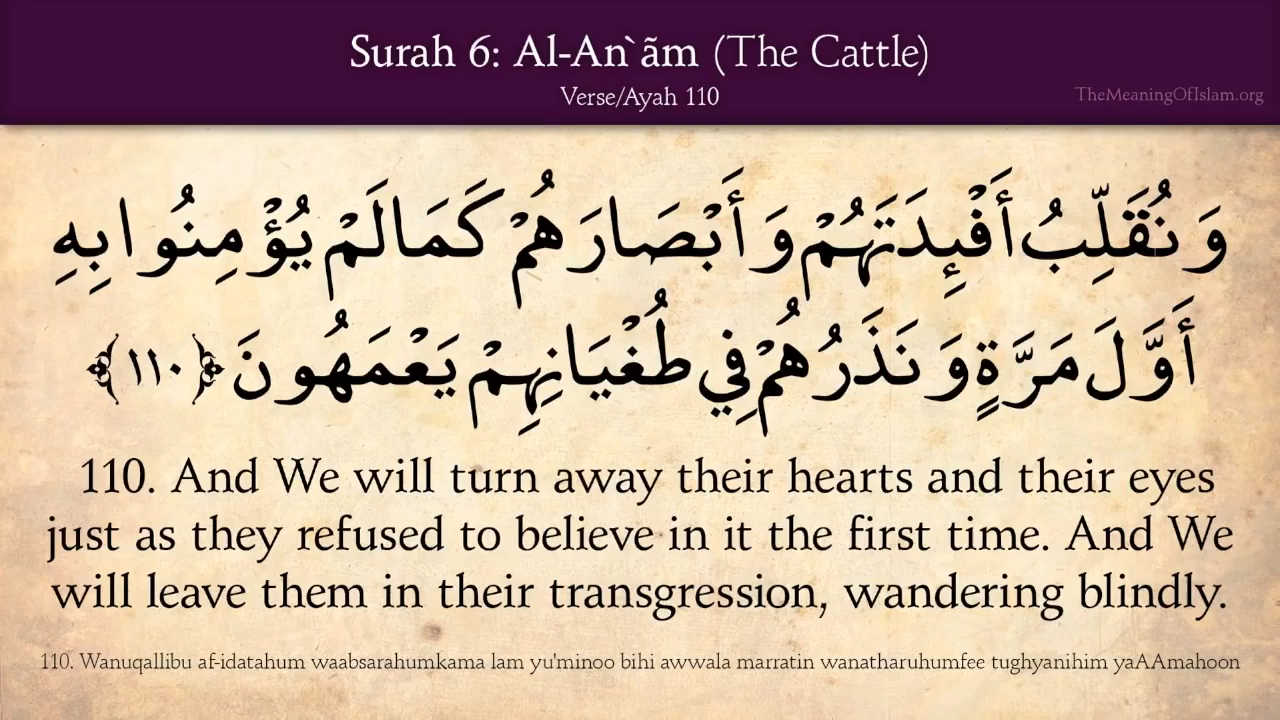 Surah 6: Al-An`ãm (The Cattle)
Verse/Ayah 110
TheMeaningOfIslam.org
وَنُقَلِّبُ أَفْئِدَتَهُمْ وَأَبْصَارَهُمْ كَمَا لَمْ يُؤْمِنُوا بِهِ
أَوَّلَ مَرَّةٍ وَنَذَرُهُمْ فِي طُغْيَانِهِمْ يَعْمَهُونَ ﴿١١٠﴾
110. And We will turn away their hearts and their eyes
just as they refused to believe in it the first time. And We
will leave them in their transgression, wandering blindly.
110. Wanuqallibu af-idatahum waabsarahumkama lam yu'minoo bihi awwala marratin wanatharuhumfee tughyanihim yaAAmahoon